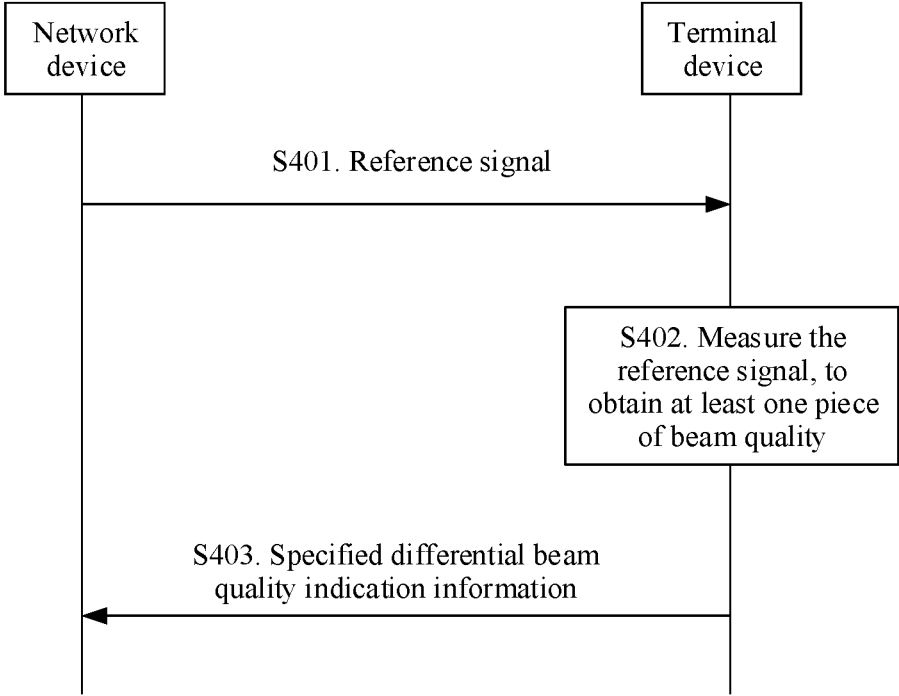 Network
device
Terminal
device
S401. Reference signal
S402. Measure the
reference signal, to
obtain at least one piece
of beam quality
S403. Specified differential beam
quality indication information